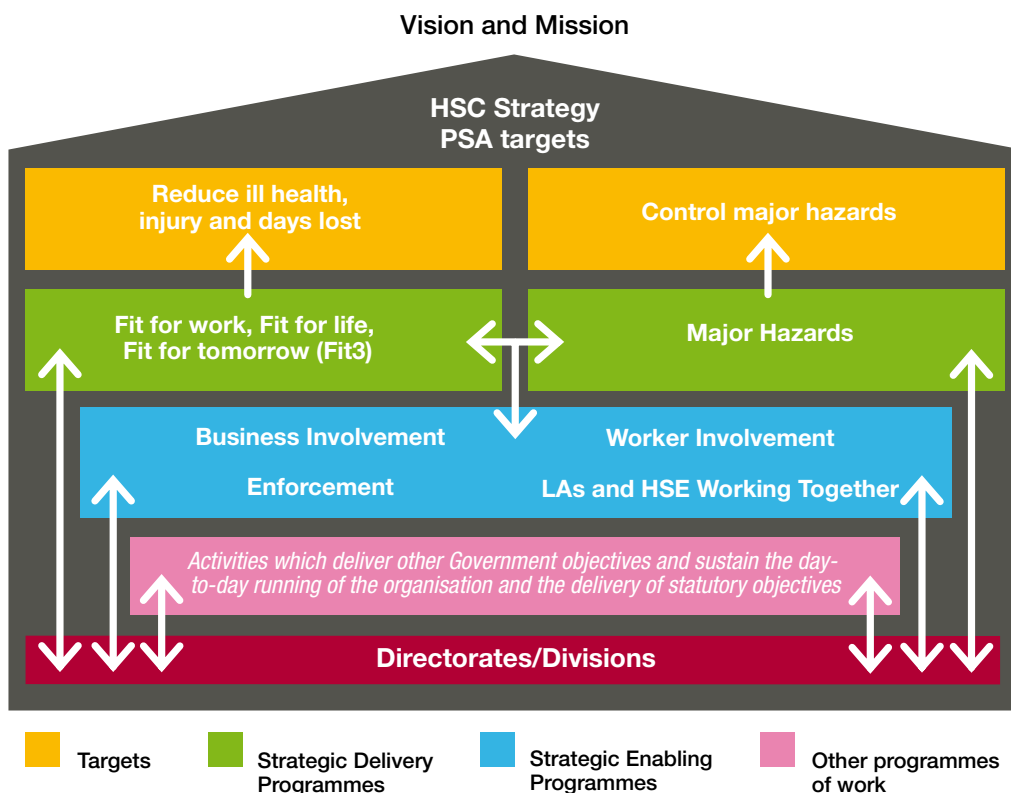 Vision and Mission
HSC Strategy
PSA targets
Reduce ill health,
injury and days lost
Control major hazards
Fit for work, Fit for life,
Fit for tomorrow (Fit3)
Major Hazards
Business Involvement
Worker Involvement
Enforcement
LAs and HSE Working Together
Activities which deliver other Government objectives and sustain the day-
to-day running of the organisation and the delivery of statutory objectives
Directorates/Divisions
Targets
Strategic Delivery
Programmes
Strategic Enabling
Programmes
Other programmes
of work